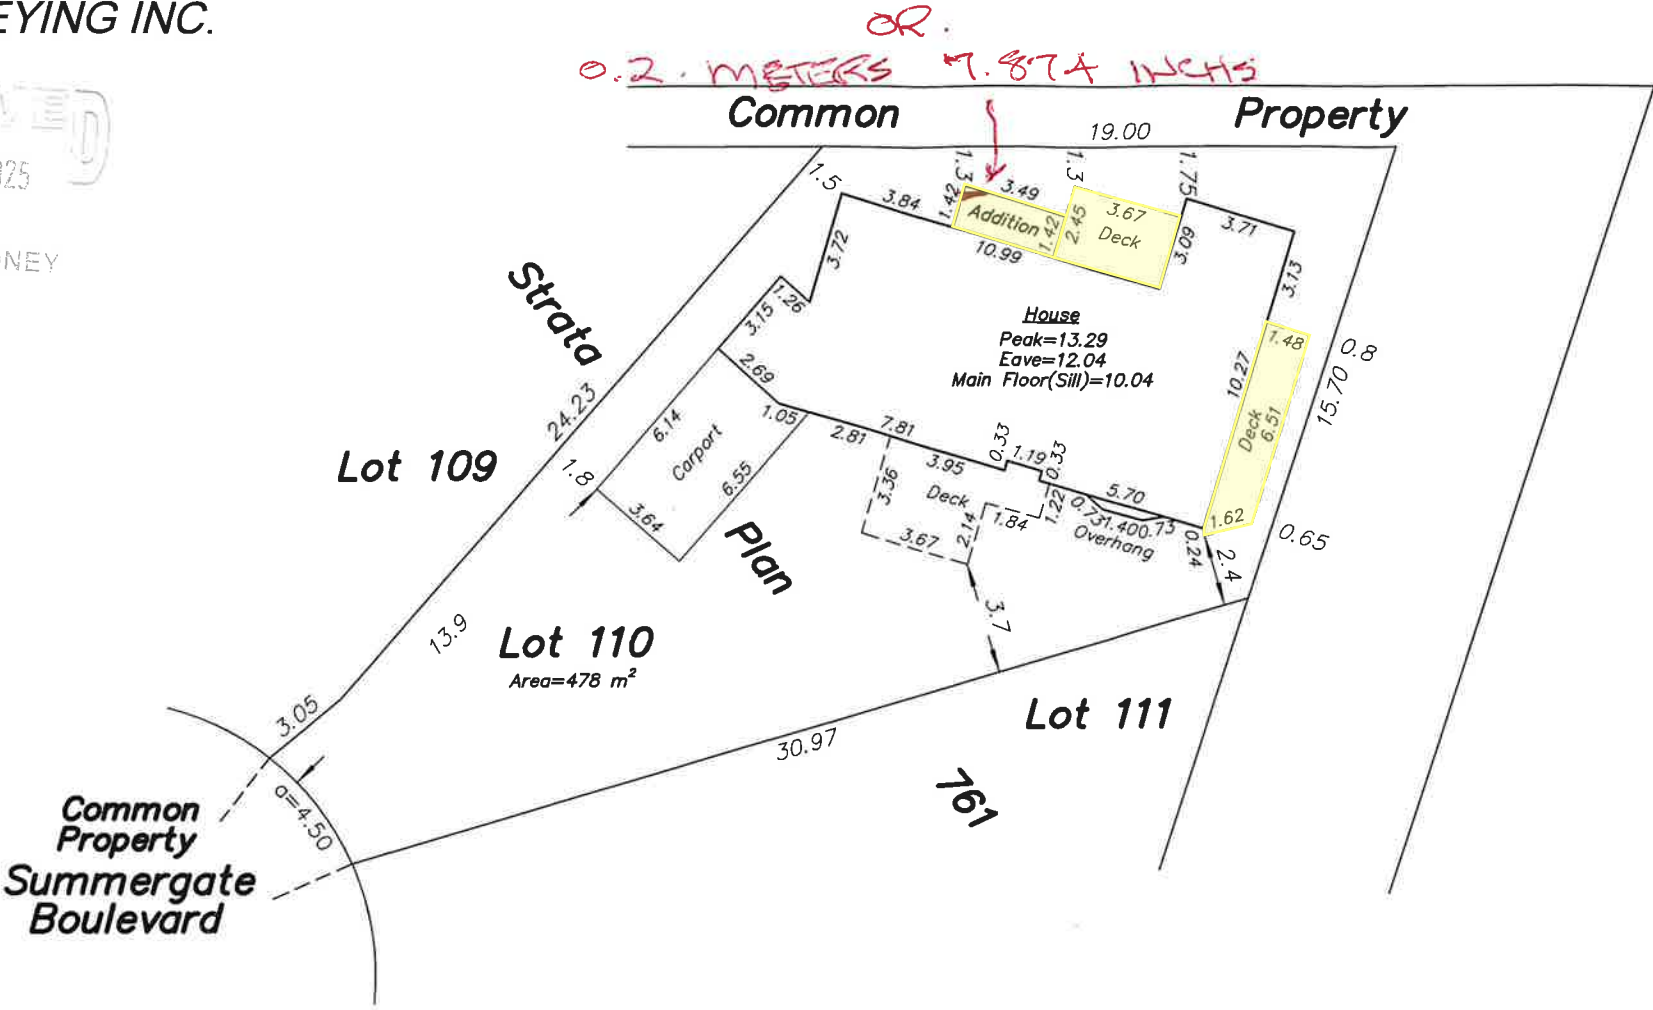 EYING INC.
OR.
0.2. METERS 7.874 INCHS
Common Property
19.00
025
NEY
1.5
3.84
1.3
1.42
3.49
Addition
1.42
10.99
1.3
2.45
3.67
Deck
1.75
3.09
3.71
3.13
3.72
1.26
3.15
2.69
1.05
6.14
Carport
6.55
3.64
1.8
24.23
Strata
Lot 109
House
Peak=13.29
Eave=12.04
Main Floor(Sill)=10.04
1.48
0.8
10.27
15.70
Deck
6.51
1.62
0.65
2.81
7.81
3.95
0.33
1.19
0.33
5.70
3.36
Deck
3.67
2.14
1.84
1.22
0.73
1.40
0.73
Overhang
0.24
2.4
3.7
Plan
13.9
Lot 110
Area=478 m²
3.05
Lot 111
30.97
761
a=4.50
Common
Property
Summergate
Boulevard